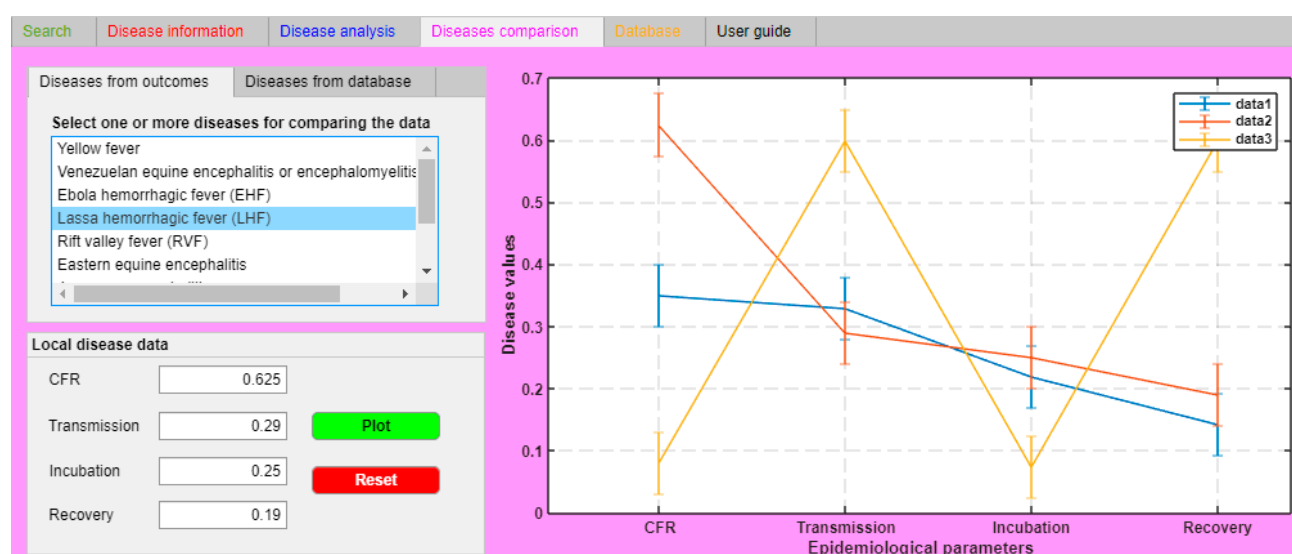 Search Disease information Disease analysis Diseases comparison Database User guide
Diseases from outcomes Diseases from database
Select one or more diseases for comparing the data
Yellow fever
Venezuelan equine encephalitis or encephalomyelitis
Ebola hemorrhagic fever (EHF)
Lassa hemorrhagic fever (LHF)
Rift valley fever (RVF)
Eastern equine encephalitis
Local disease data
CFR 0.625
Transmission 0.29
Plot
Incubation 0.25
Reset
Recovery 0.19
Disease values
0.7
0.6
0.5
0.4
0.3
0.2
0.1
0
data1
data2
data3
CFR Transmission Incubation Recovery
Epidemiological parameters